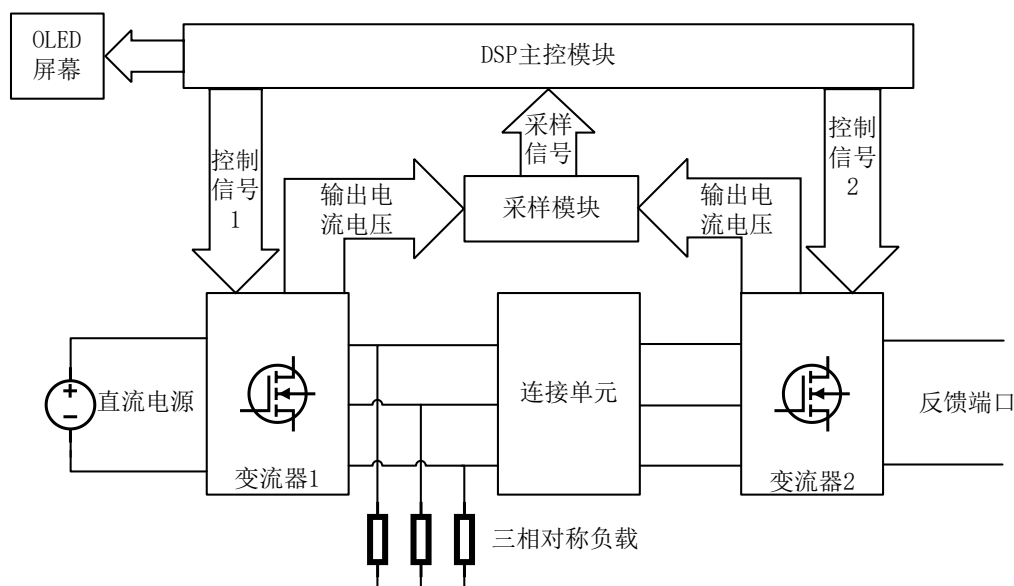 OLED
屏幕
DSP主控模块
控制
信号
1
采样
信号
控制
信号
2
输出电
流电压
采样模块
输出电
流电压
直流电源
变流器1
连接单元
变流器2
反馈端口
三相对称负载